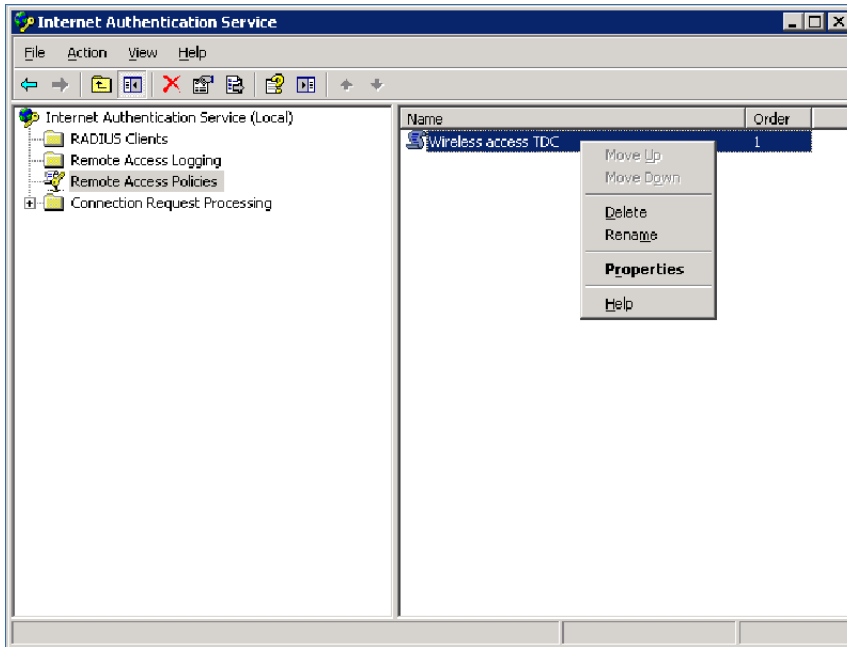 Internet Authentication Service
File Action View Help
Internet Authentication Service (Local)
RADIUS Clients
Remote Access Logging
Remote Access Policies
Connection Request Processing
Name Order
Wireless access TDC 1
Move Up
Move Down
Delete
Rename
Properties
Help